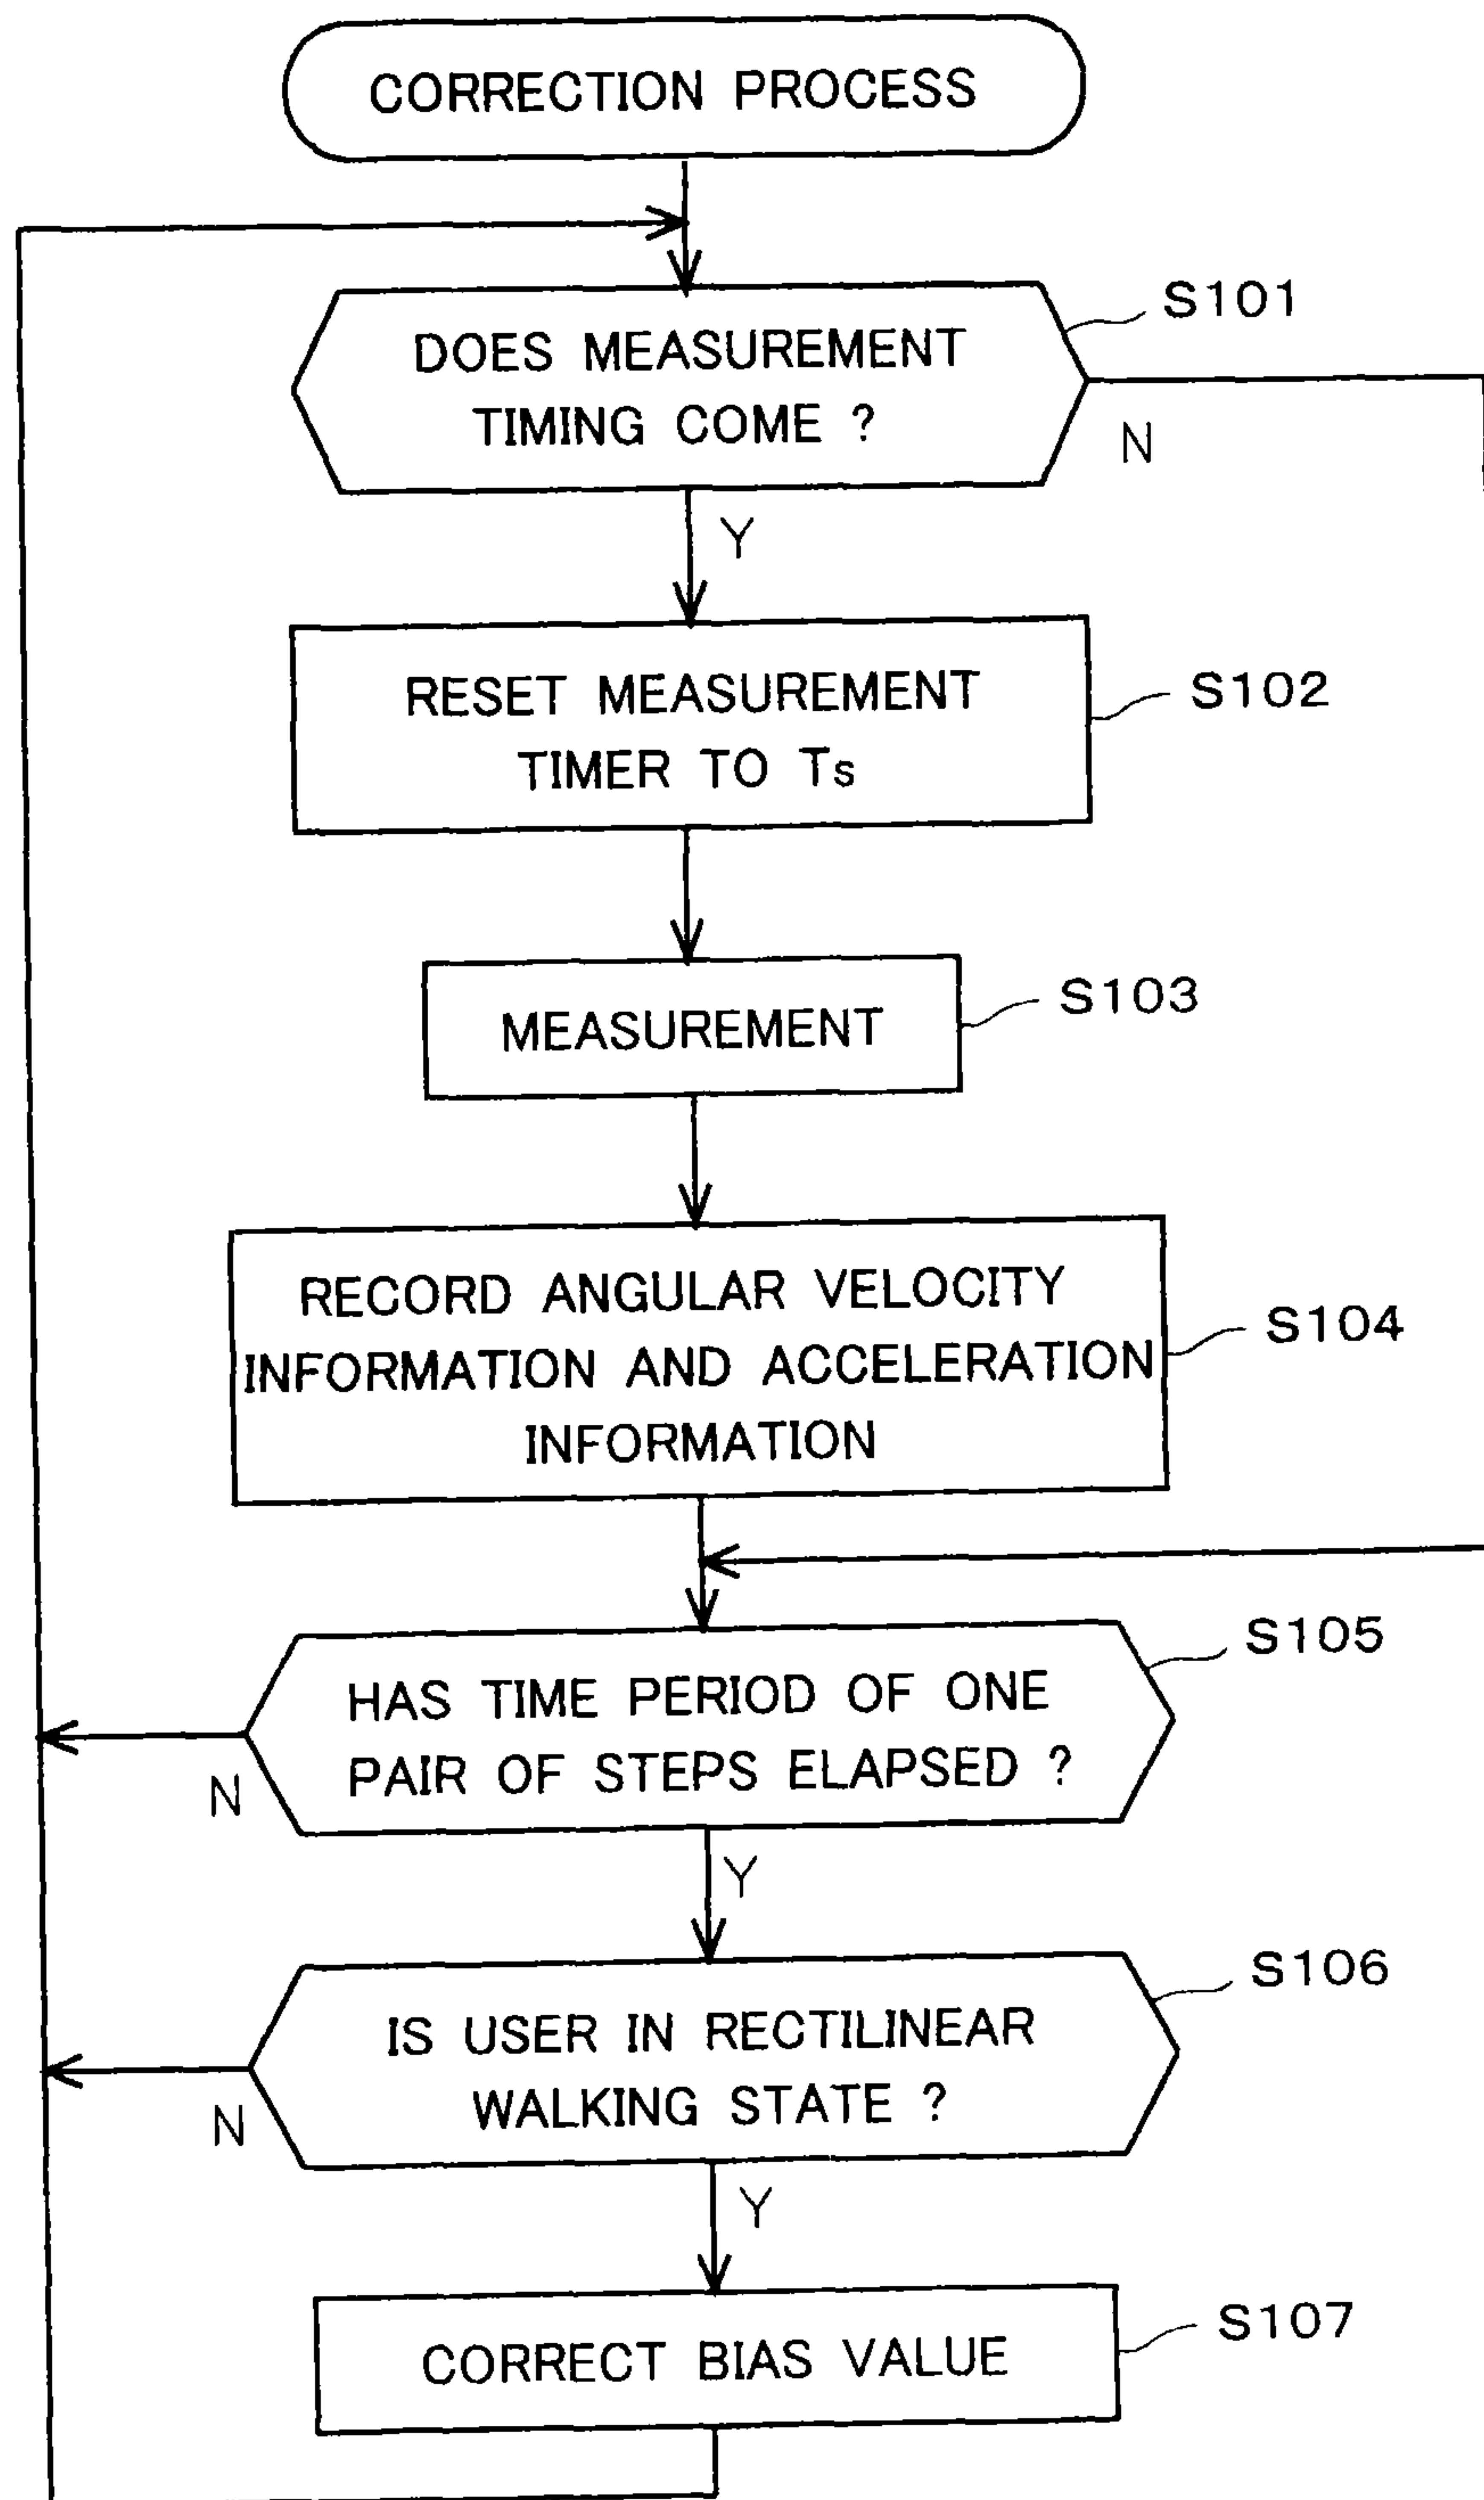 CORRECTION PROCESS
S101
DOES MEASUREMENT
TIMING COME ?
N
Y
RESET MEASUREMENT
TIMER TO Ts
S102
MEASUREMENT
S103
RECORD ANGULAR VELOCITY
INFORMATION AND ACCELERATION
INFORMATION
S104
S105
HAS TIME PERIOD OF ONE
PAIR OF STEPS ELAPSED ?
N
Y
S106
IS USER IN RECTILINEAR
WALKING STATE ?
N
Y
S107
CORRECT BIAS VALUE